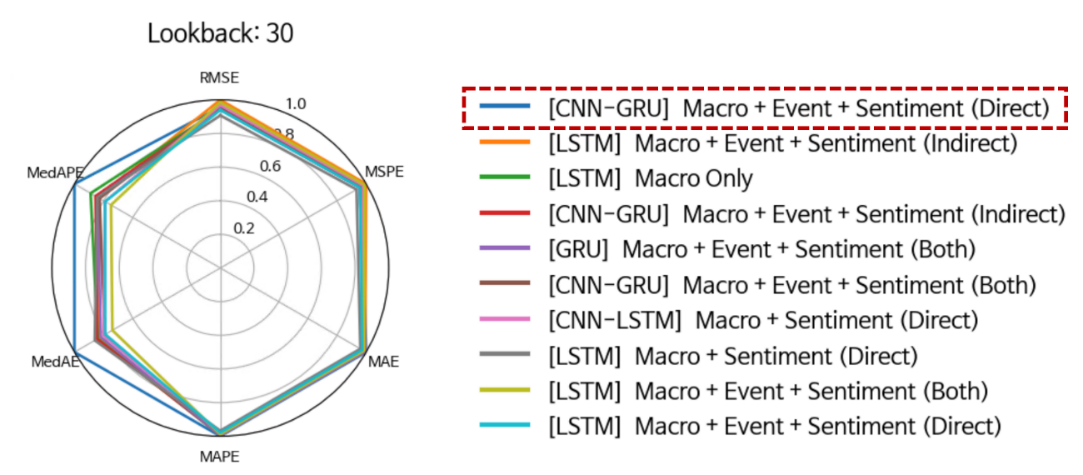 Lookback: 30
RMSE
1.0
0.8
MedAPE
MSPE
0.6
0.4
0.2
MedAE
MAE
MAPE
[CNN-GRU] Macro + Event + Sentiment (Direct)
[LSTM] Macro + Event + Sentiment (Indirect)
[LSTM] Macro Only
[CNN-GRU] Macro + Event + Sentiment (Indirect)
[GRU] Macro + Event + Sentiment (Both)
[CNN-GRU] Macro + Event + Sentiment (Both)
[CNN-LSTM] Macro + Sentiment (Direct)
[LSTM] Macro + Sentiment (Direct)
[LSTM] Macro + Event + Sentiment (Both)
[LSTM] Macro + Event + Sentiment (Direct)